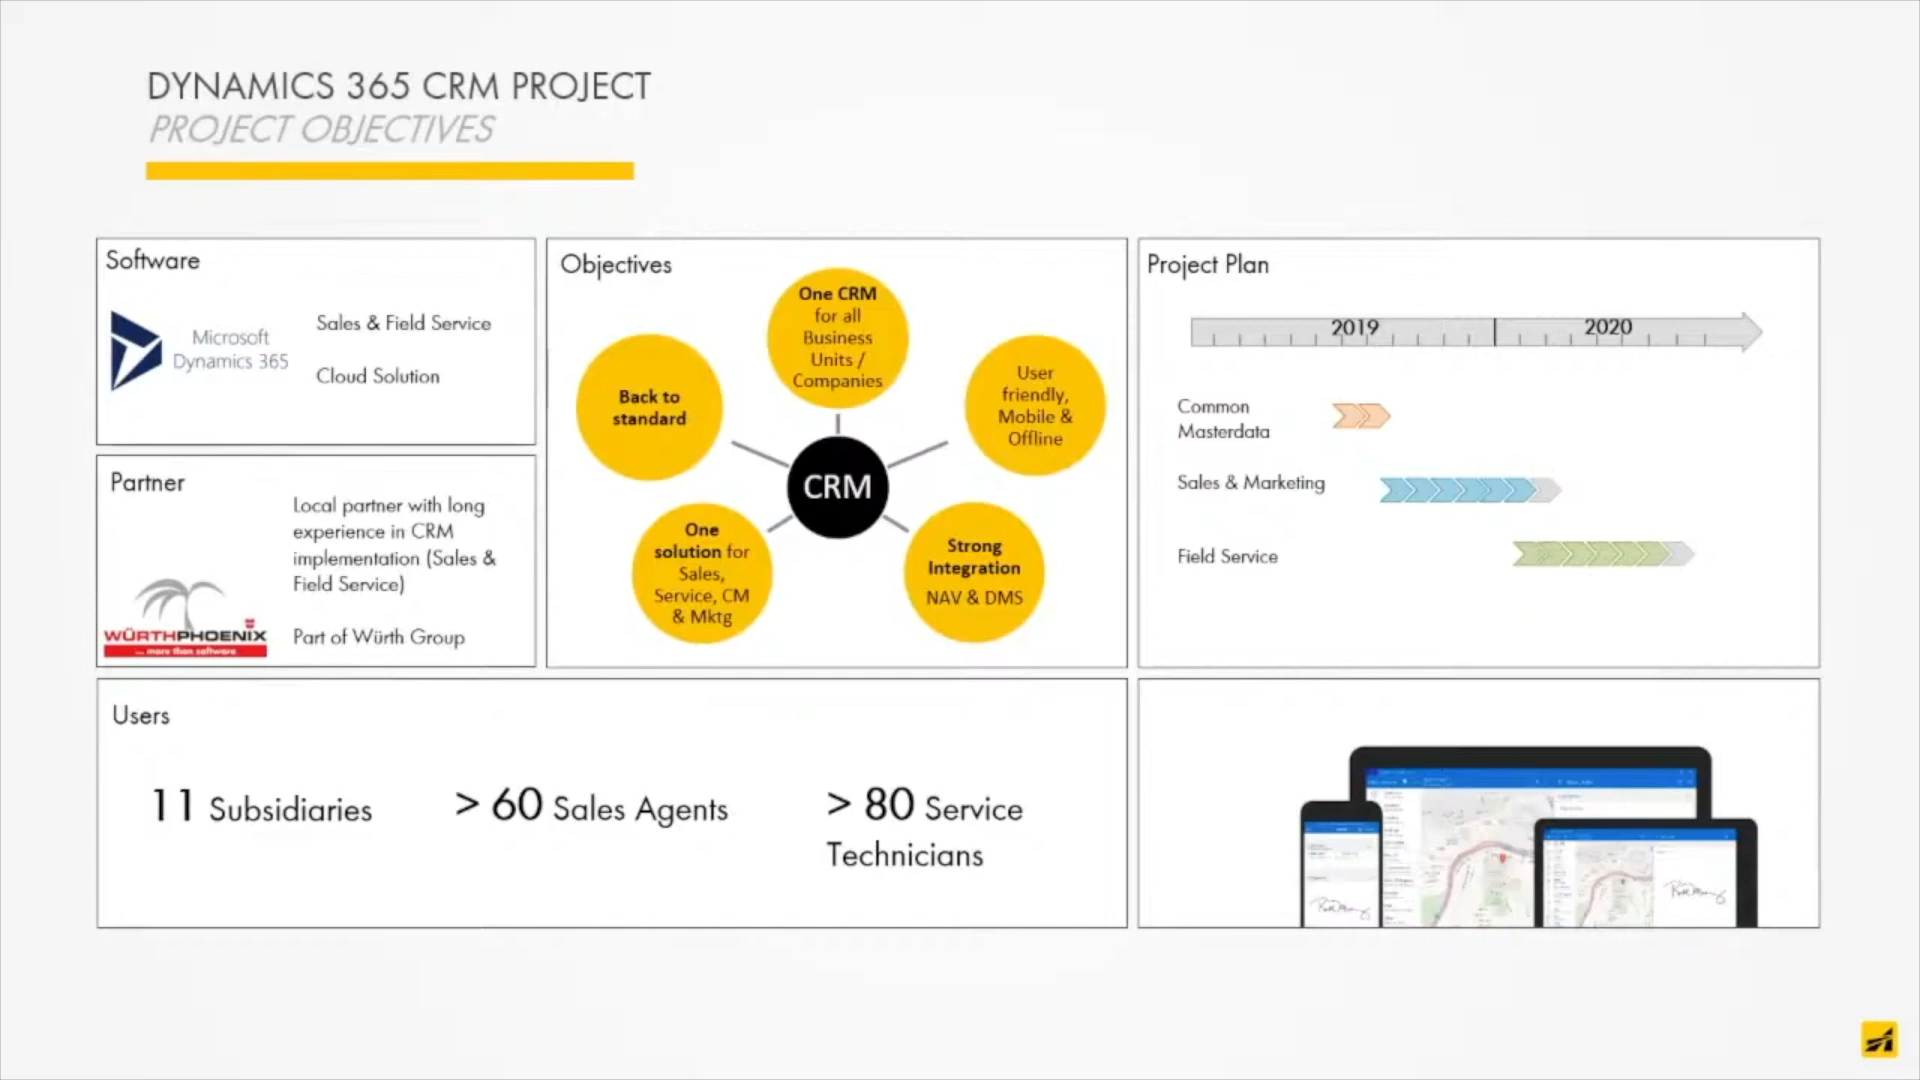 DYNAMICS 365 CRM PROJECT
PROJECT OBJECTIVES
Software
Microsoft
Dynamics 365
Sales & Field Service
Cloud Solution
Partner
Local partner with long
experience in CRM
implementation (Sales &
Field Service)
Part of Würth Group
WÜRTHPHOENIX
... more than software
Objectives
One CRM
for all
Business
Units /
Companies
Back to
standard
User
friendly,
Mobile &
Offline
CRM
One
solution for
Sales,
Service, CM
& Mktg
Strong
Integration
NAV & DMS
Project Plan
2019
2020
Common
Masterdata
Sales & Marketing
Field Service
Users
11 Subsidiaries
> 60 Sales Agents
> 80 Service
Technicians